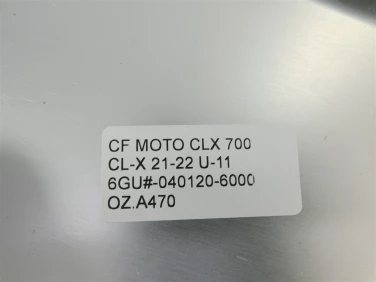 CF MOTO CLX 700
CL-X 21-22 U-11
6GU#-040120-6000
OZ.A470